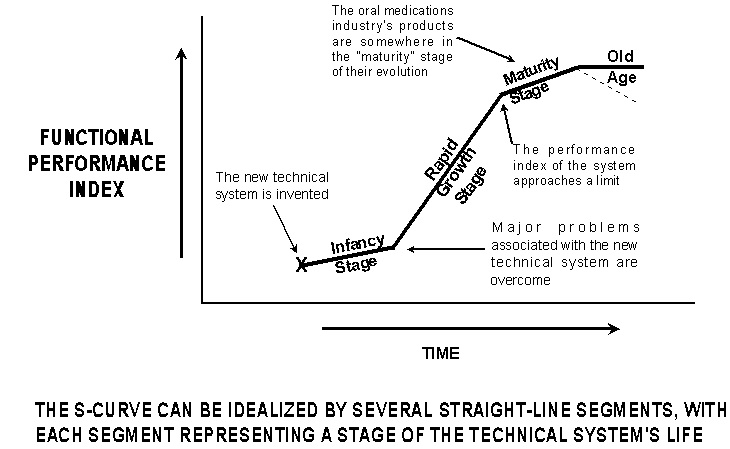 The oral medications
industry's products
are somewhere in
the "maturity" stage
of their evolution
Old
Age
Maturity
Stage
FUNCTIONAL
PERFORMANCE
INDEX
Rapid
Growth
Stage
The performance
index of the system
approaches a limit
The new technical
system is invented
X
Infancy
Stage
Major problems
associated with the new
technical system are
overcome
TIME
THE S-CURVE CAN BE IDEALIZED BY SEVERAL STRAIGHT-LINE SEGMENTS, WITH
EACH SEGMENT REPRESENTING A STAGE OF THE TECHNICAL SYSTEM'S LIFE